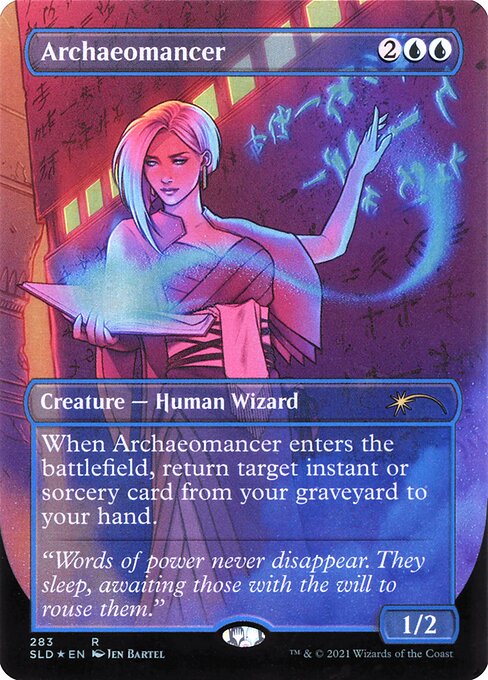 Archaeomancer 2
Creature — Human Wizard
When Archaeomancer enters the
battlefield, return target instant or
sorcery card from your graveyard to
your hand.
“Words of power never disappear. They
sleep, awaiting those with the will to
rouse them.”
1/2
283 R
SLD ★ EN Jen Bartel
™ & © 2021 Wizards of the Coast